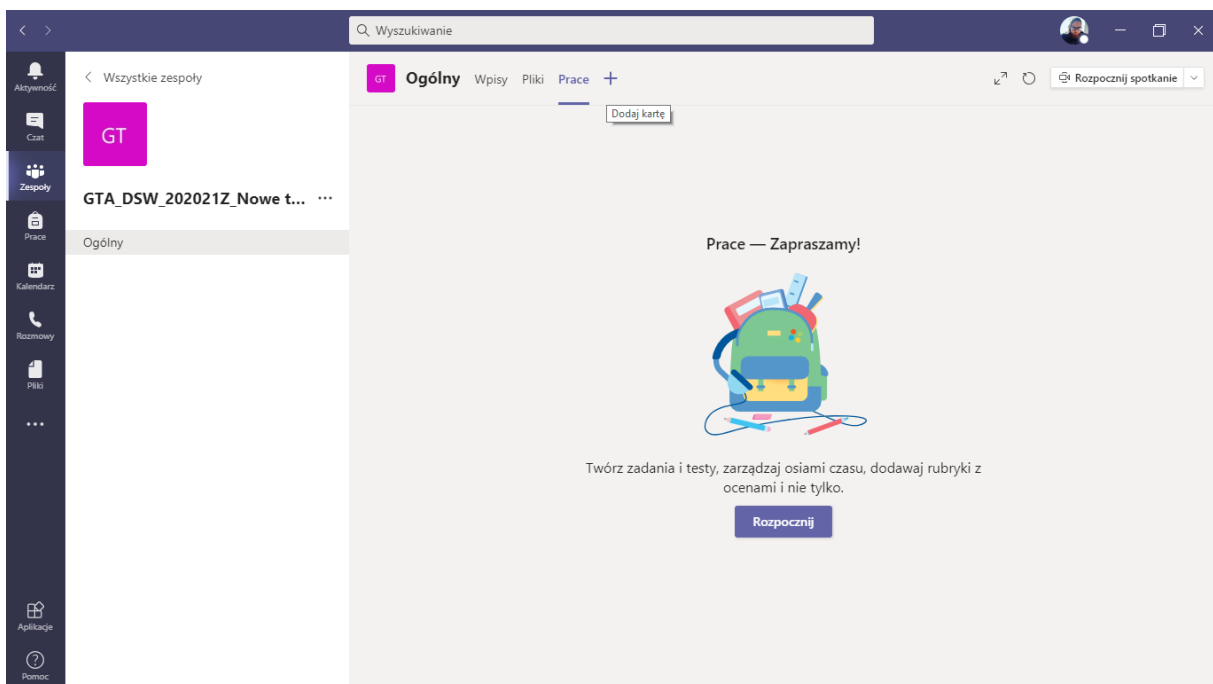 Wyszukiwanie
Aktywność
Czat
Zespoły
Prace
Kalendarz
Rozmowy
Pliki
Aplikacje
Pomoc
Wszystkie zespoły
GT
GTA_DSW_202021Z_Nowe t... ...
Ogólny
GT Ogólny Wpisy Pliki Prace +
Rozpocznij spotkanie
Dodaj kartę
Prace — Zapraszamy!
Twórz zadania i testy, zarządzaj osiami czasu, dodawaj rubryki z
ocenami i nie tylko.
Rozpocznij